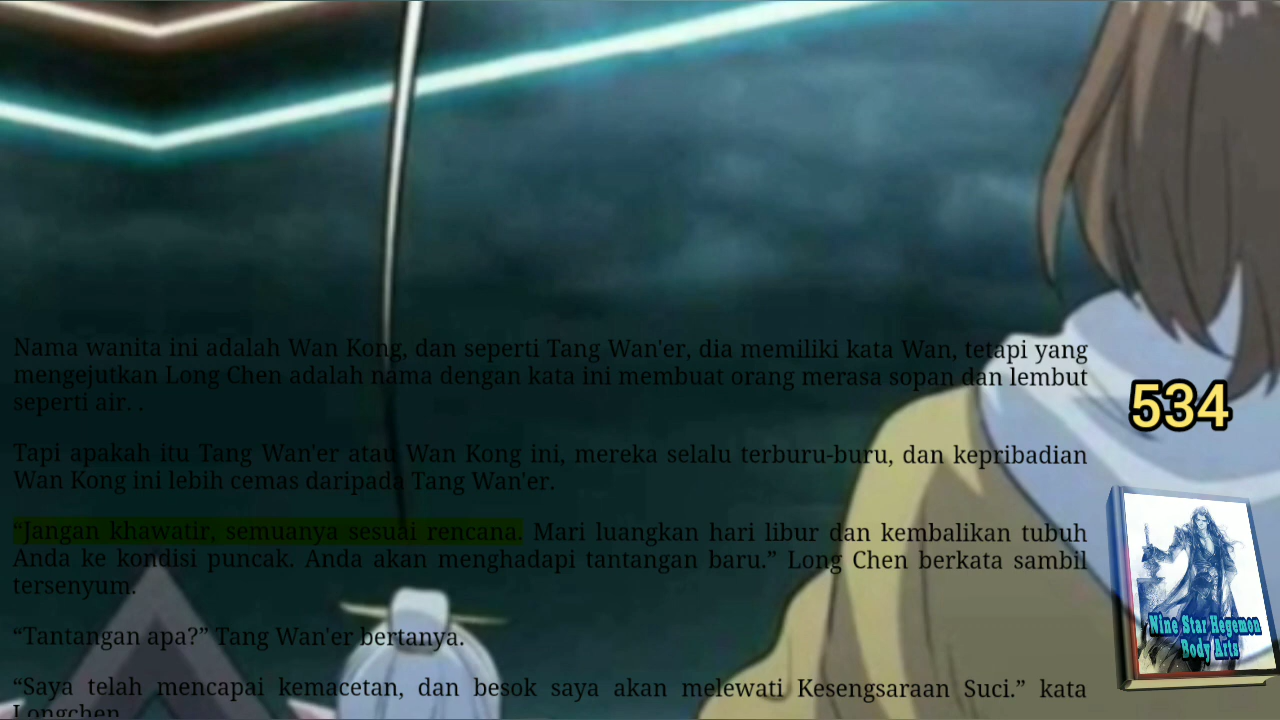 Nama wanita ini adalah Wan Kong, dan seperti Tang Wan'er, dia memiliki kata Wan, tetapi yang
mengejutkan Long Chen adalah nama dengan kata ini membuat orang merasa sopan dan lembut
seperti air. .
Tapi apakah itu Tang Wan'er atau Wan Kong ini, mereka selalu terburu-buru, dan kepribadian
Wan Kong ini lebih cemas daripada Tang Wan'er.
“Jangan khawatir, semuanya sesuai rencana. Mari luangkan hari libur dan kembalikan tubuh
Anda ke kondisi puncak. Anda akan menghadapi tantangan baru.” Long Chen berkata sambil
tersenyum.
“Tantangan apa?” Tang Wan'er bertanya.
“Saya telah mencapai kemacetan, dan besok saya akan melewati Kesengsaraan Suci.” kata
Longchen
534
Nine Star Hegemon
Body Arts